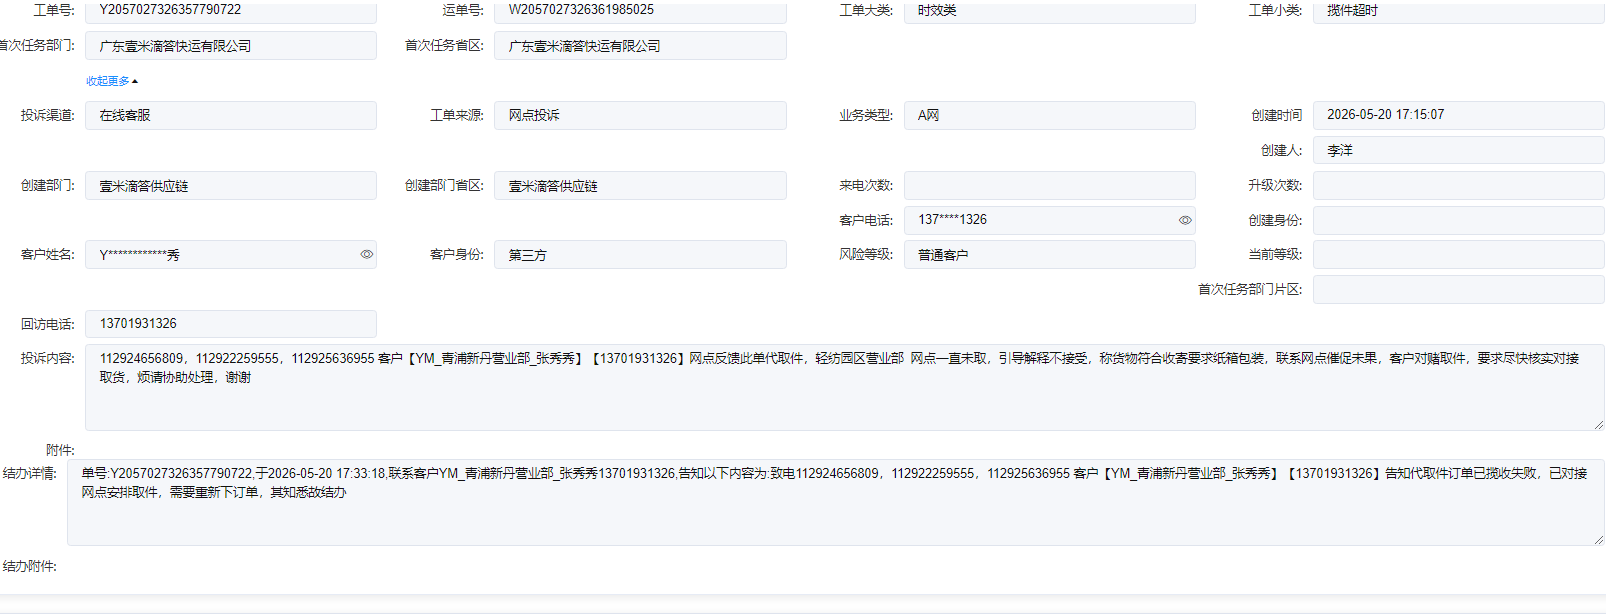 工单号: Y2057027326357790722 运单号: W2057027326361985025 工单大类: 时效类 工单小类: 揽件超时
首次任务部门: 广东壹米滴答快运有限公司 首次任务省区: 广东壹米滴答快运有限公司
收起更多
投诉渠道: 在线客服 工单来源: 网点投诉 业务类型: A网 创建时间 2026-05-20 17:15:07
创建人: 李洋
创建部门: 壹米滴答供应链 创建部门省区: 壹米滴答供应链 来电次数: 升级次数:
客户电话: 137****1326 创建身份:
客户姓名: Y************秀 客户身份: 第三方 风险等级: 普通客户 当前等级:
首次任务部门片区:
回访电话: 13701931326
投诉内容: 112924656809，112922259555，112925636955 客户【YM_青浦新丹营业部_张秀秀】【13701931326】网点反馈此单代取件，轻纺园区营业部 网点一直未取，引导解释不接受，称货物符合收寄要求纸箱包装，联系网点催促未果，客户对赌取件，要求尽快核实对接
取货，烦请协助处理，谢谢
附件:
结办详情: 单号:Y2057027326357790722,于2026-05-20 17:33:18,联系客户YM_青浦新丹营业部_张秀秀13701931326,告知以下内容为:致电112924656809，112922259555，112925636955 客户【YM_青浦新丹营业部_张秀秀】【13701931326】告知代取件订单已揽收失败，已对接
网点安排取件，需要重新下订单，其知悉故结办
结办附件: